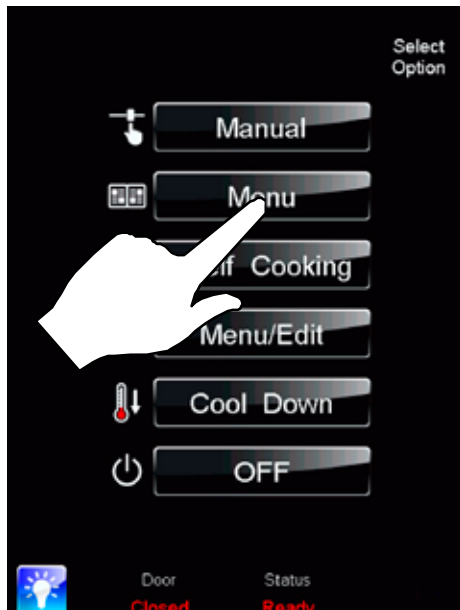 Select
Option
Manual
Menu
Cooking
Menu/Edit
Cool Down
OFF
Door
Status
Closed
Ready